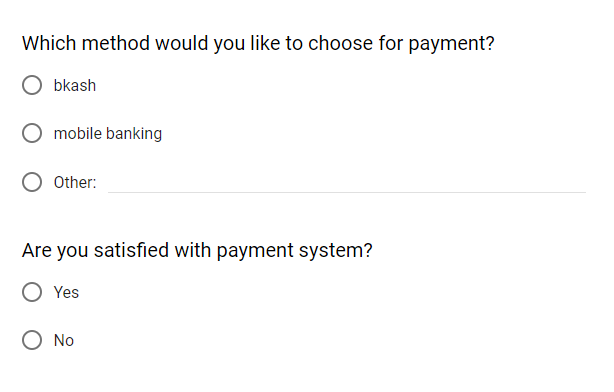 Which method would you like to choose for payment?
bkash
mobile banking
Other:
Are you satisfied with payment system?
Yes
No